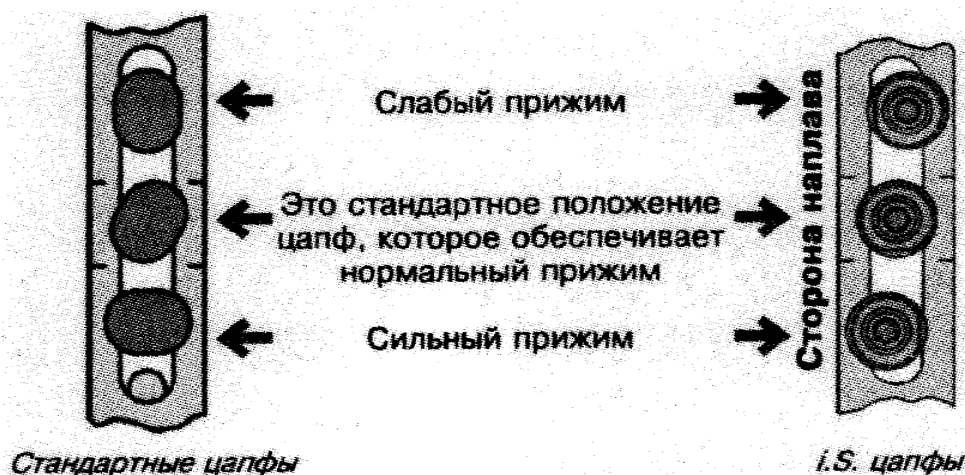 Слабый прижим
Это стандартное положение
цапф, которое обеспечивает
нормальный прижим
Сильный прижим
Сторона наплава
Стандартные цапфы
i.S. цапфы